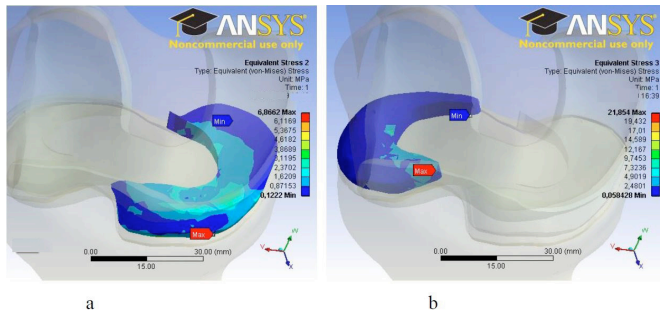 ANSYS
Noncommercial use only
Equivalent Stress 2
Type: Equivalent (von-Mises) Stress
Unit: MPa
Time: 1
6,8662 Max
6,1169
5,3675
4,6182
3,8689
3,1195
2,3702
1,6209
0,87153
0,1222 Min
Min
Max
0.00
30.00 (mm)
15.00
Y
X
a
ANSYS
Noncommercial use only
Equivalent Stress 3
Type: Equivalent (von-Mises) Stress
Unit: MPa
Time: 1
16:39
21,854 Max
19,432
17,01
14,589
12,167
9,7453
7,3236
4,9019
2,4801
0,058428 Min
Min
Max
0.00
30.00 (mm)
15.00
Y
X
b